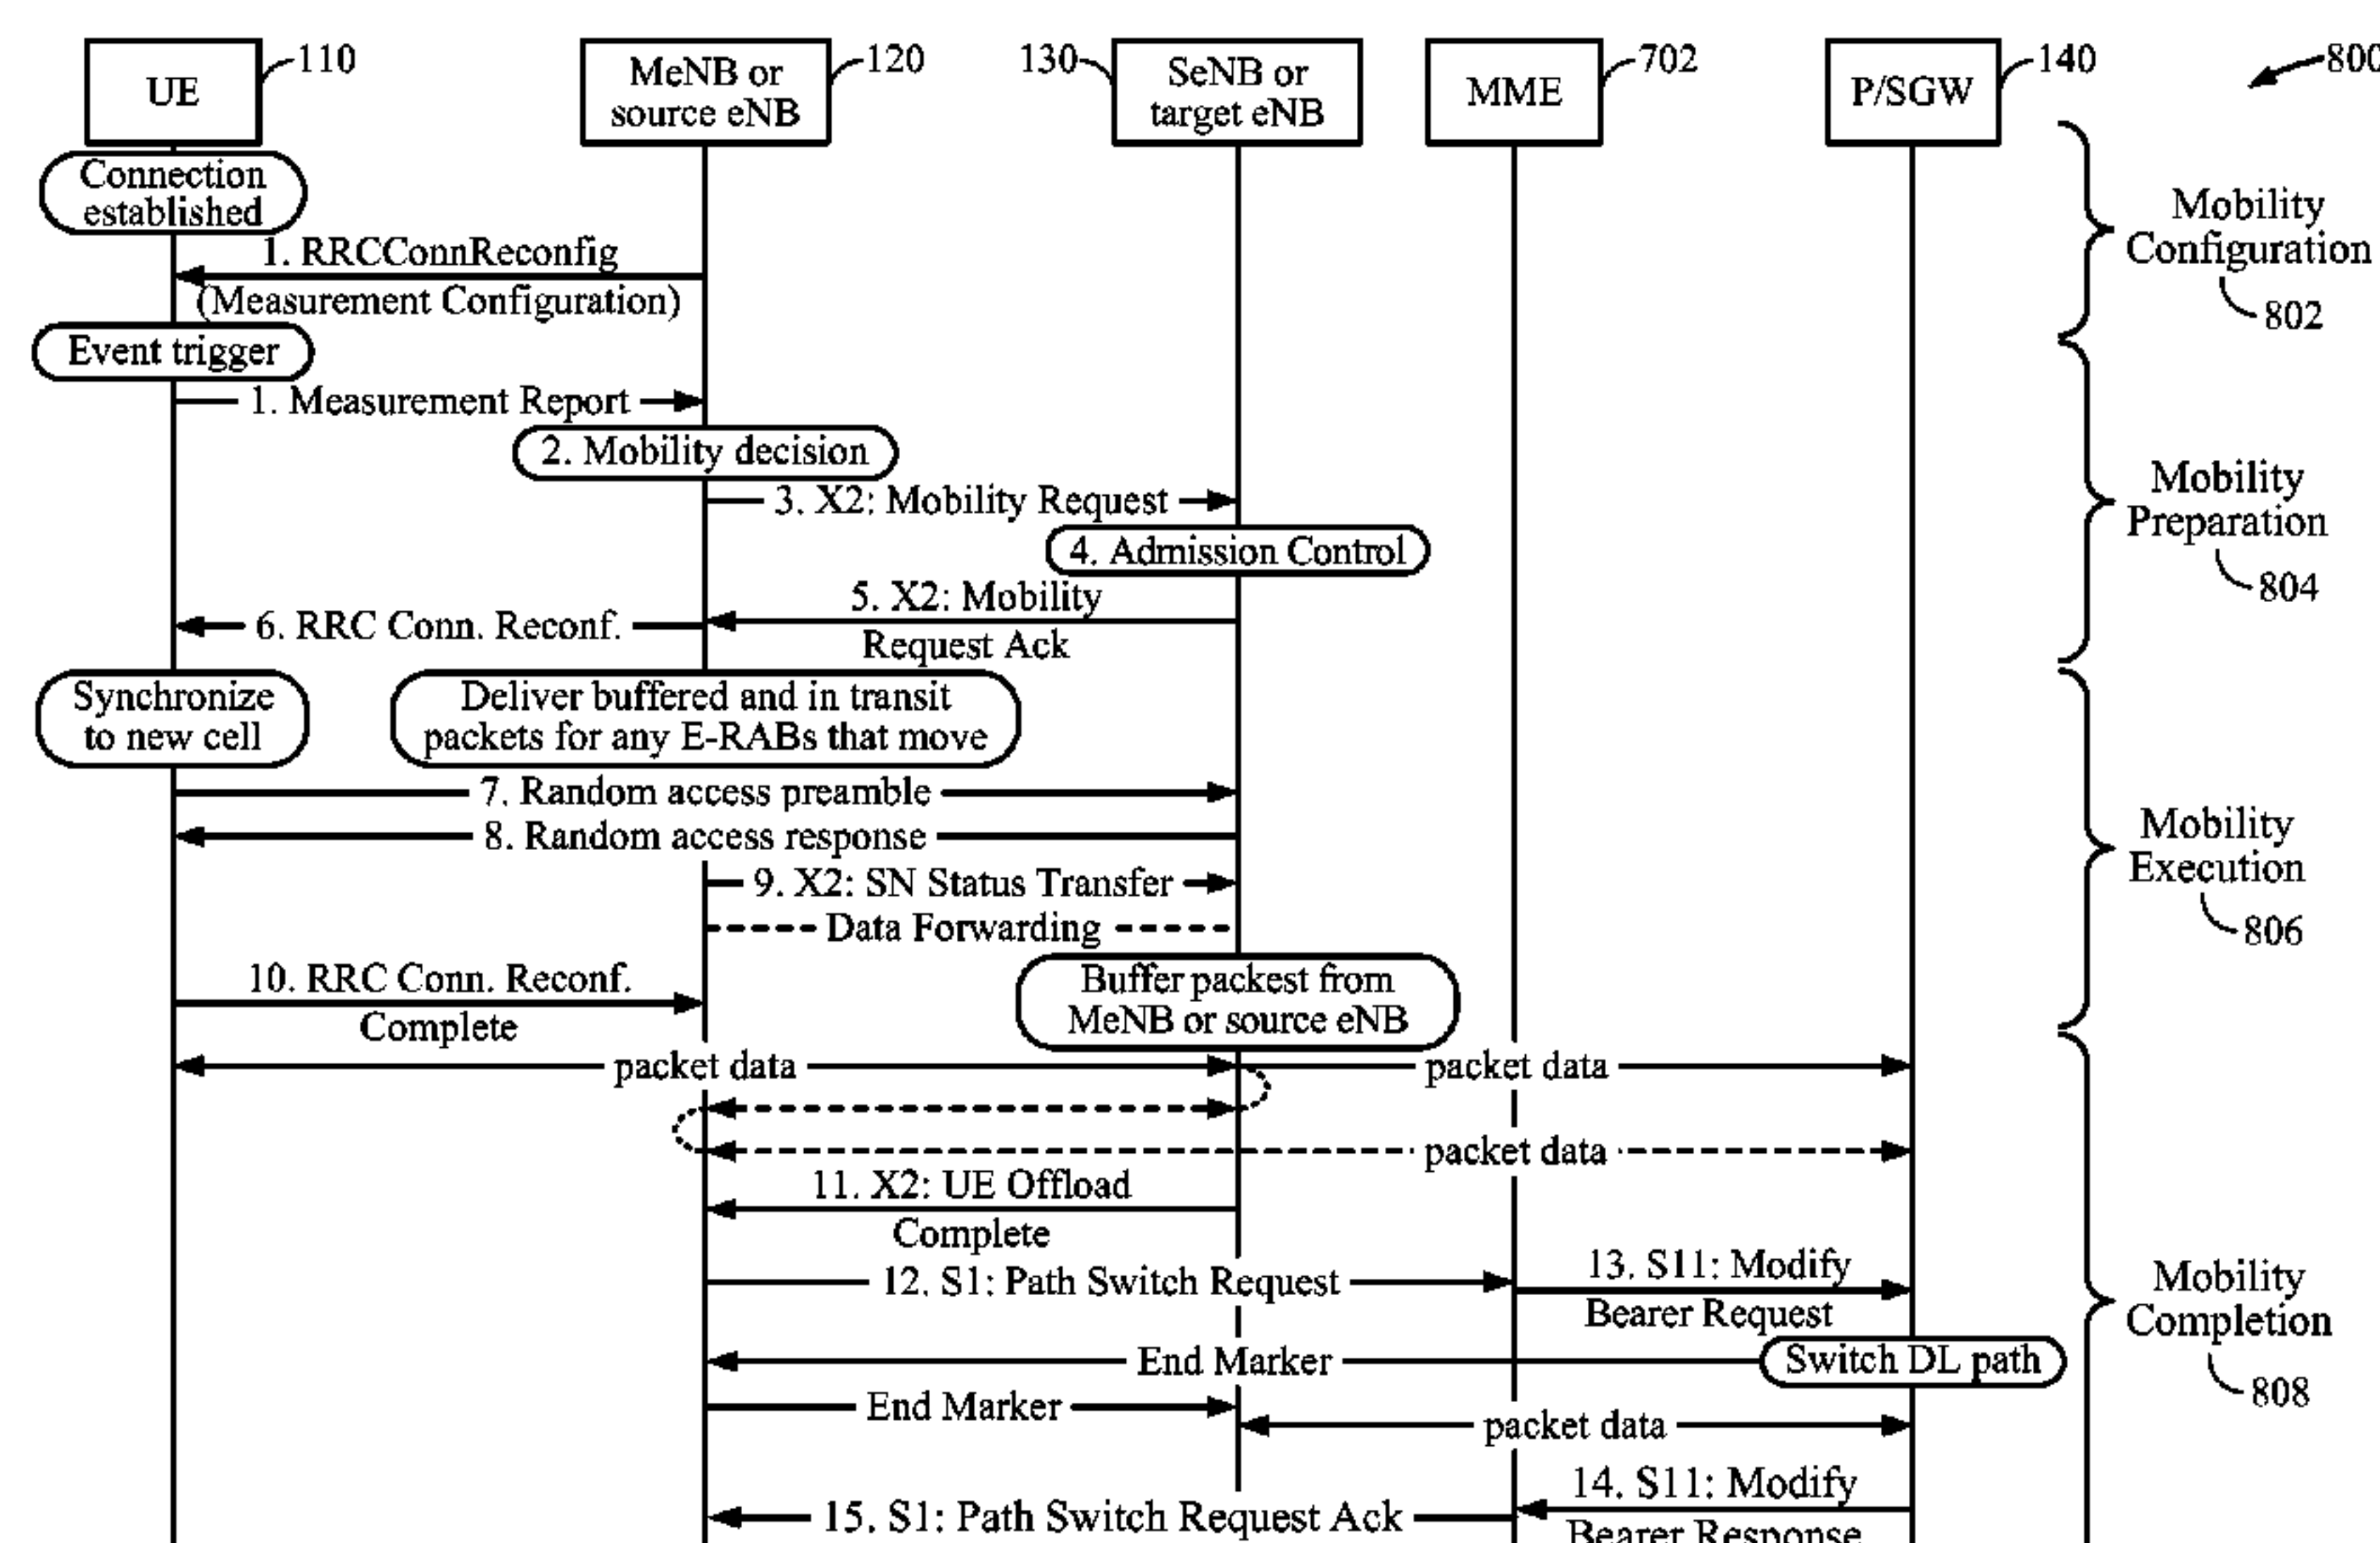 UE
110
MeNB or
source eNB
120
130
SeNB or
target eNB
MME
702
P/SGW
140
800
Connection
established
1. RRCConnReconfig
(Measurement Configuration)
Mobility
Configuration
802
Event trigger
1. Measurement Report
2. Mobility decision
3. X2: Mobility Request
4. Admission Control
5. X2: Mobility
Request Ack
6. RRC Conn. Reconf.
Mobility
Preparation
804
Synchronize
to new cell
Deliver buffered and in transit
packets for any E-RABs that move
7. Random access preamble
8. Random access response
9. X2: SN Status Transfer
Data Forwarding
10. RRC Conn. Reconf.
Complete
Buffer packest from
MeNB or source eNB
Mobility
Execution
806
packet data
packet data
packet data
11. X2: UE Offload
Complete
12. S1: Path Switch Request
13. S11: Modify
Bearer Request
End Marker
Switch DL path
End Marker
packet data
14. S11: Modify
Bearer Response
15. S1: Path Switch Request Ack
Mobility
Completion
808